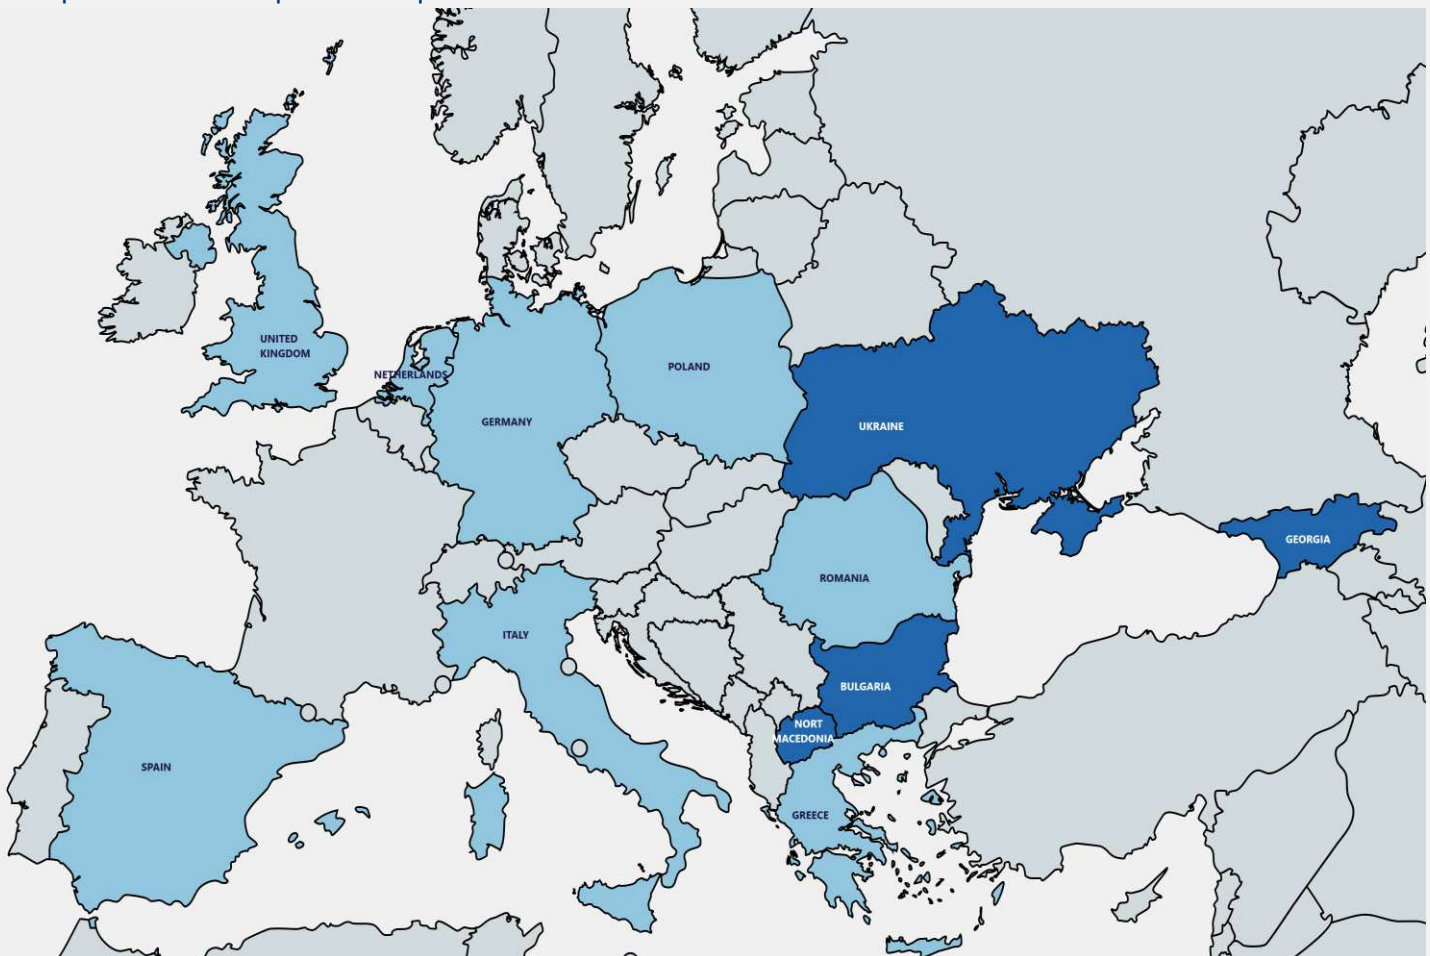 UNITED
KINGDOM
NETHERLANDS
POLAND
GERMANY
UKRAINE
GEORGIA
ROMANIA
ITALY
BULGARIA
NORT
MACEDONIA
SPAIN
GREECE